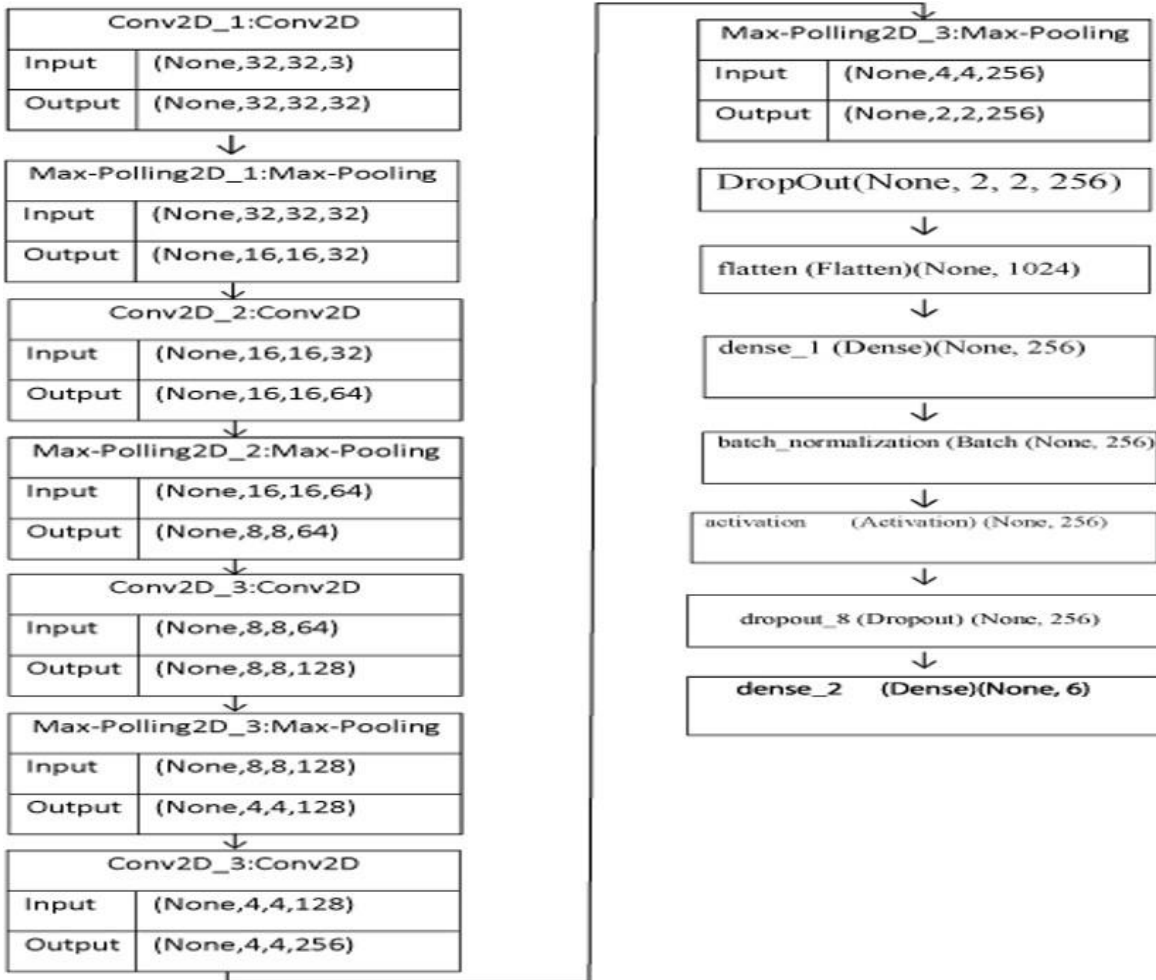 Conv2D_1:Conv2D
Input (None,32,32,3)
Output (None,32,32,32)
Max-Polling2D_1:Max-Pooling
Input (None,32,32,32)
Output (None,16,16,32)
Conv2D_2:Conv2D
Input (None,16,16,32)
Output (None,16,16,64)
Max-Polling2D_2:Max-Pooling
Input (None,16,16,64)
Output (None,8,8,64)
Conv2D_3:Conv2D
Input (None,8,8,64)
Output (None,8,8,128)
Max-Polling2D_3:Max-Pooling
Input (None,8,8,128)
Output (None,4,4,128)
Conv2D_3:Conv2D
Input (None,4,4,128)
Output (None,4,4,256)
Max-Polling2D_3:Max-Pooling
Input (None,4,4,256)
Output (None,2,2,256)
DropOut(None, 2, 2, 256)
flatten (Flatten)(None, 1024)
dense_1 (Dense)(None, 256)
batch_normalization (Batch (None, 256)
activation (Activation) (None, 256)
dropout_8 (Dropout) (None, 256)
dense_2 (Dense)(None, 6)